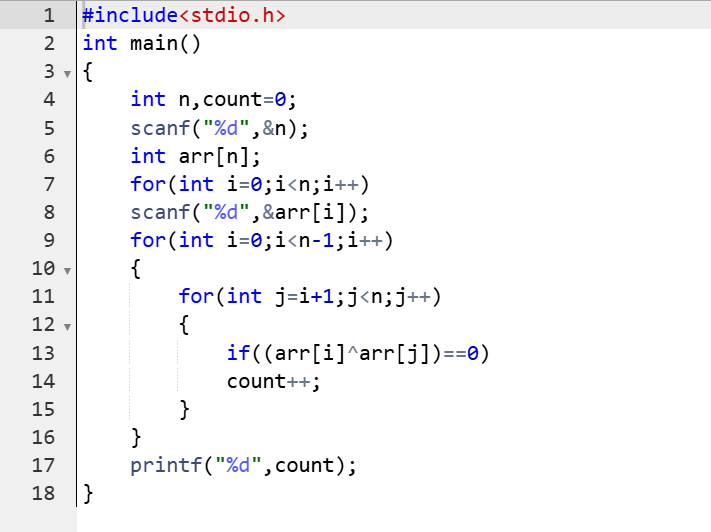 1 #include<stdio.h>
2 int main()
3 {
4     int n,count=0;
5     scanf("%d",&n);
6     int arr[n];
7     for(int i=0;i<n;i++)
8     scanf("%d",&arr[i]);
9     for(int i=0;i<n-1;i++)
10     {
11         for(int j=i+1;j<n;j++)
12         {
13             if((arr[i]^arr[j])==0)
14             count++;
15         }
16     }
17     printf("%d",count);
18 }